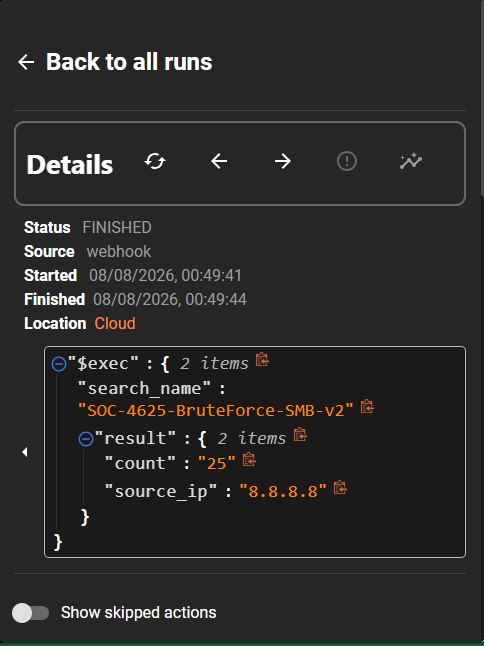 Back to all runs
Details
Status FINISHED
Source webhook
Started 08/08/2026, 00:49:41
Finished 08/08/2026, 00:49:44
Location Cloud
"$exec" : { 2 items
"search_name" :
"SOC-4625-BruteForce-SMB-v2"
"result" : { 2 items
"count" : "25"
"source_ip" : "8.8.8.8"
}
}
Show skipped actions